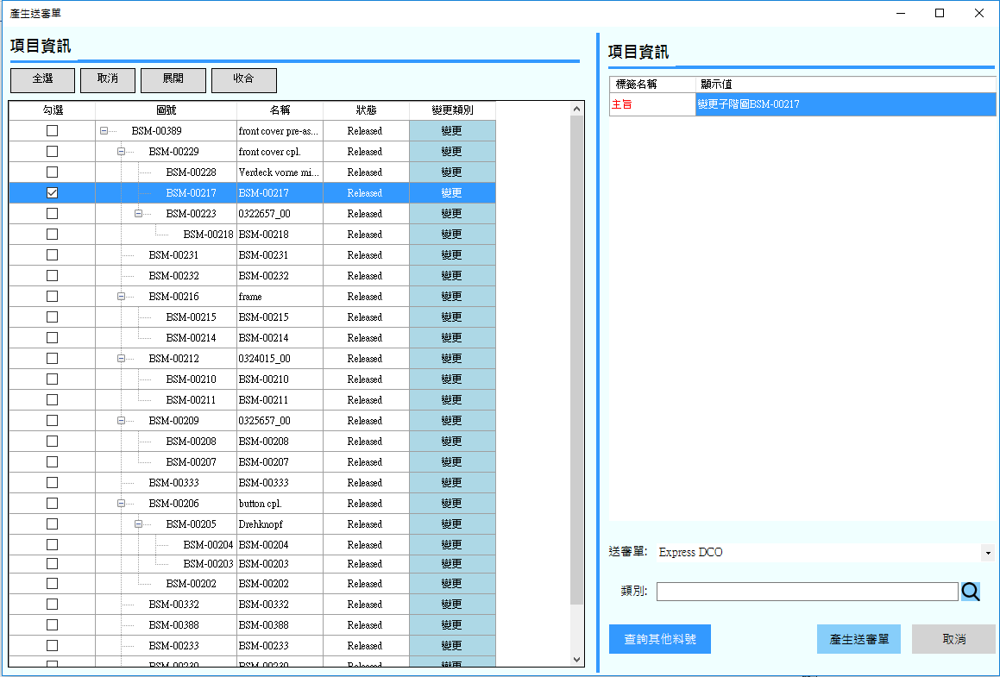 產生送審單
項目資訊
全選 取消 展開 收合
勾選 圖號 名稱 狀態 變更類別
BSM-00389 front cover pre-as... Released 變更
BSM-00229 front cover cpl. Released 變更
BSM-00228 Verdeck vorne mi... Released 變更
BSM-00217 BSM-00217 Released 變更
BSM-00223 0322657_00 Released 變更
BSM-00218 BSM-00218 Released 變更
BSM-00231 BSM-00231 Released 變更
BSM-00232 BSM-00232 Released 變更
BSM-00216 frame Released 變更
BSM-00215 BSM-00215 Released 變更
BSM-00214 BSM-00214 Released 變更
BSM-00212 0324015_00 Released 變更
BSM-00210 BSM-00210 Released 變更
BSM-00211 BSM-00211 Released 變更
BSM-00209 0325657_00 Released 變更
BSM-00208 BSM-00208 Released 變更
BSM-00207 BSM-00207 Released 變更
BSM-00333 BSM-00333 Released 變更
BSM-00206 button cpl. Released 變更
BSM-00205 Drehknopf Released 變更
BSM-00204 BSM-00204 Released 變更
BSM-00203 BSM-00203 Released 變更
BSM-00202 BSM-00202 Released 變更
BSM-00332 BSM-00332 Released 變更
BSM-00388 BSM-00388 Released 變更
BSM-00233 BSM-00233 Released 變更
BSM-00230 BSM-00230 Released 變更
項目資訊
標籤名稱 顯示值
主旨 變更子階圖BSM-00217
送審單: Express DCO
類別:
查詢其他料號 產生送審單 取消